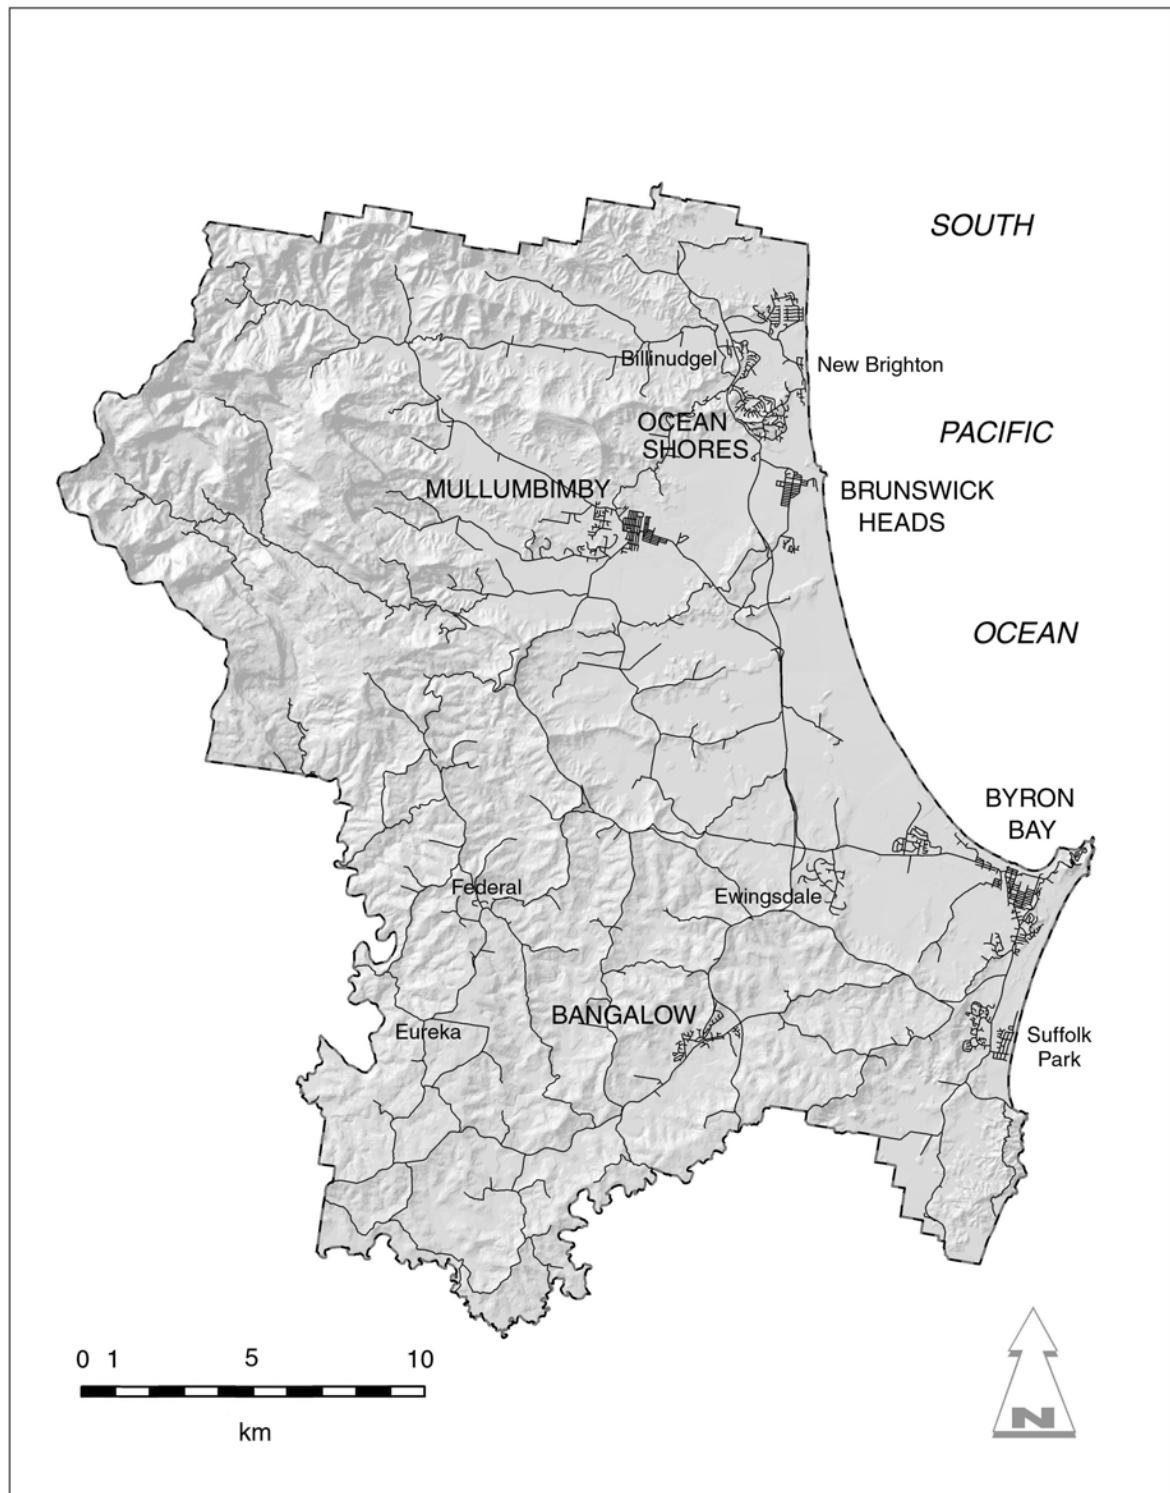 SOUTH
Billinudgel
New Brighton
OCEAN
SHORES
PACIFIC
MULLUMBIMBY
BRUNSWICK
HEADS
OCEAN
BYRON
BAY
Federal
Ewingsdale
BANGALOW
Eureka
Suffolk
Park
0 1 5 10
km
N